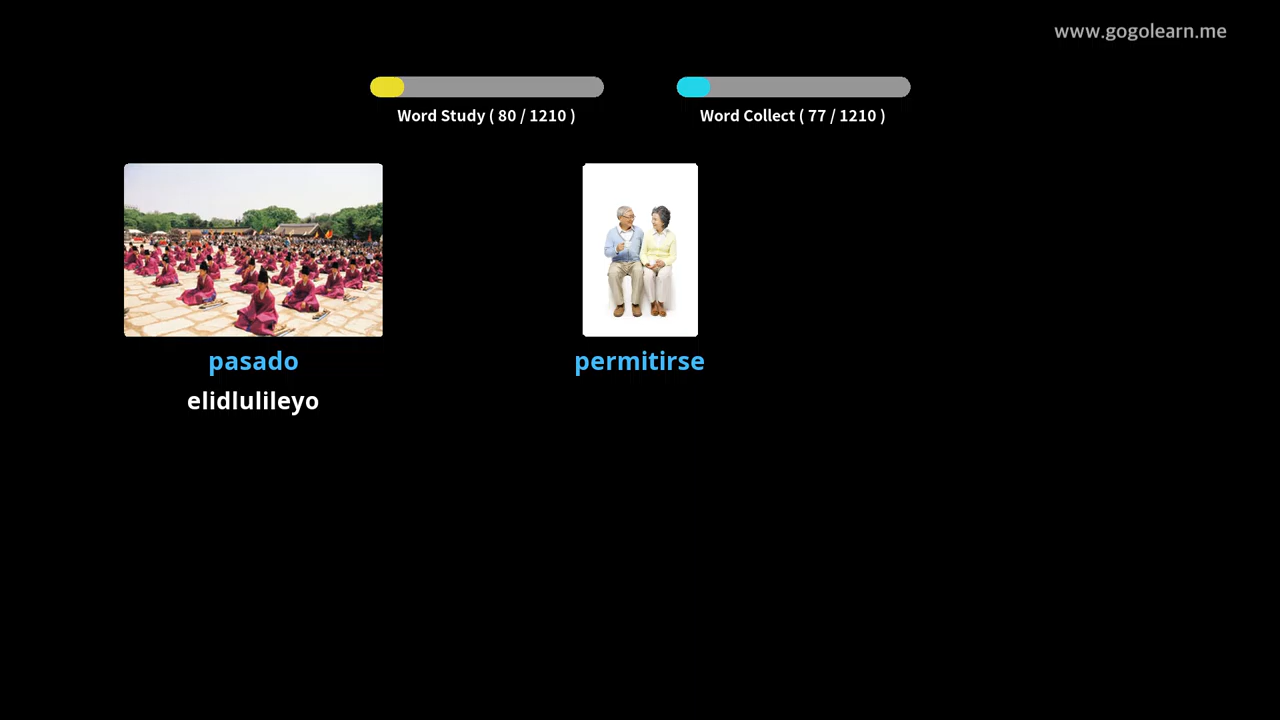 www.gogolearn.me
Word Study ( 80 / 1210 )
Word Collect ( 77 / 1210 )
pasado
elidlulileyo
permitirse